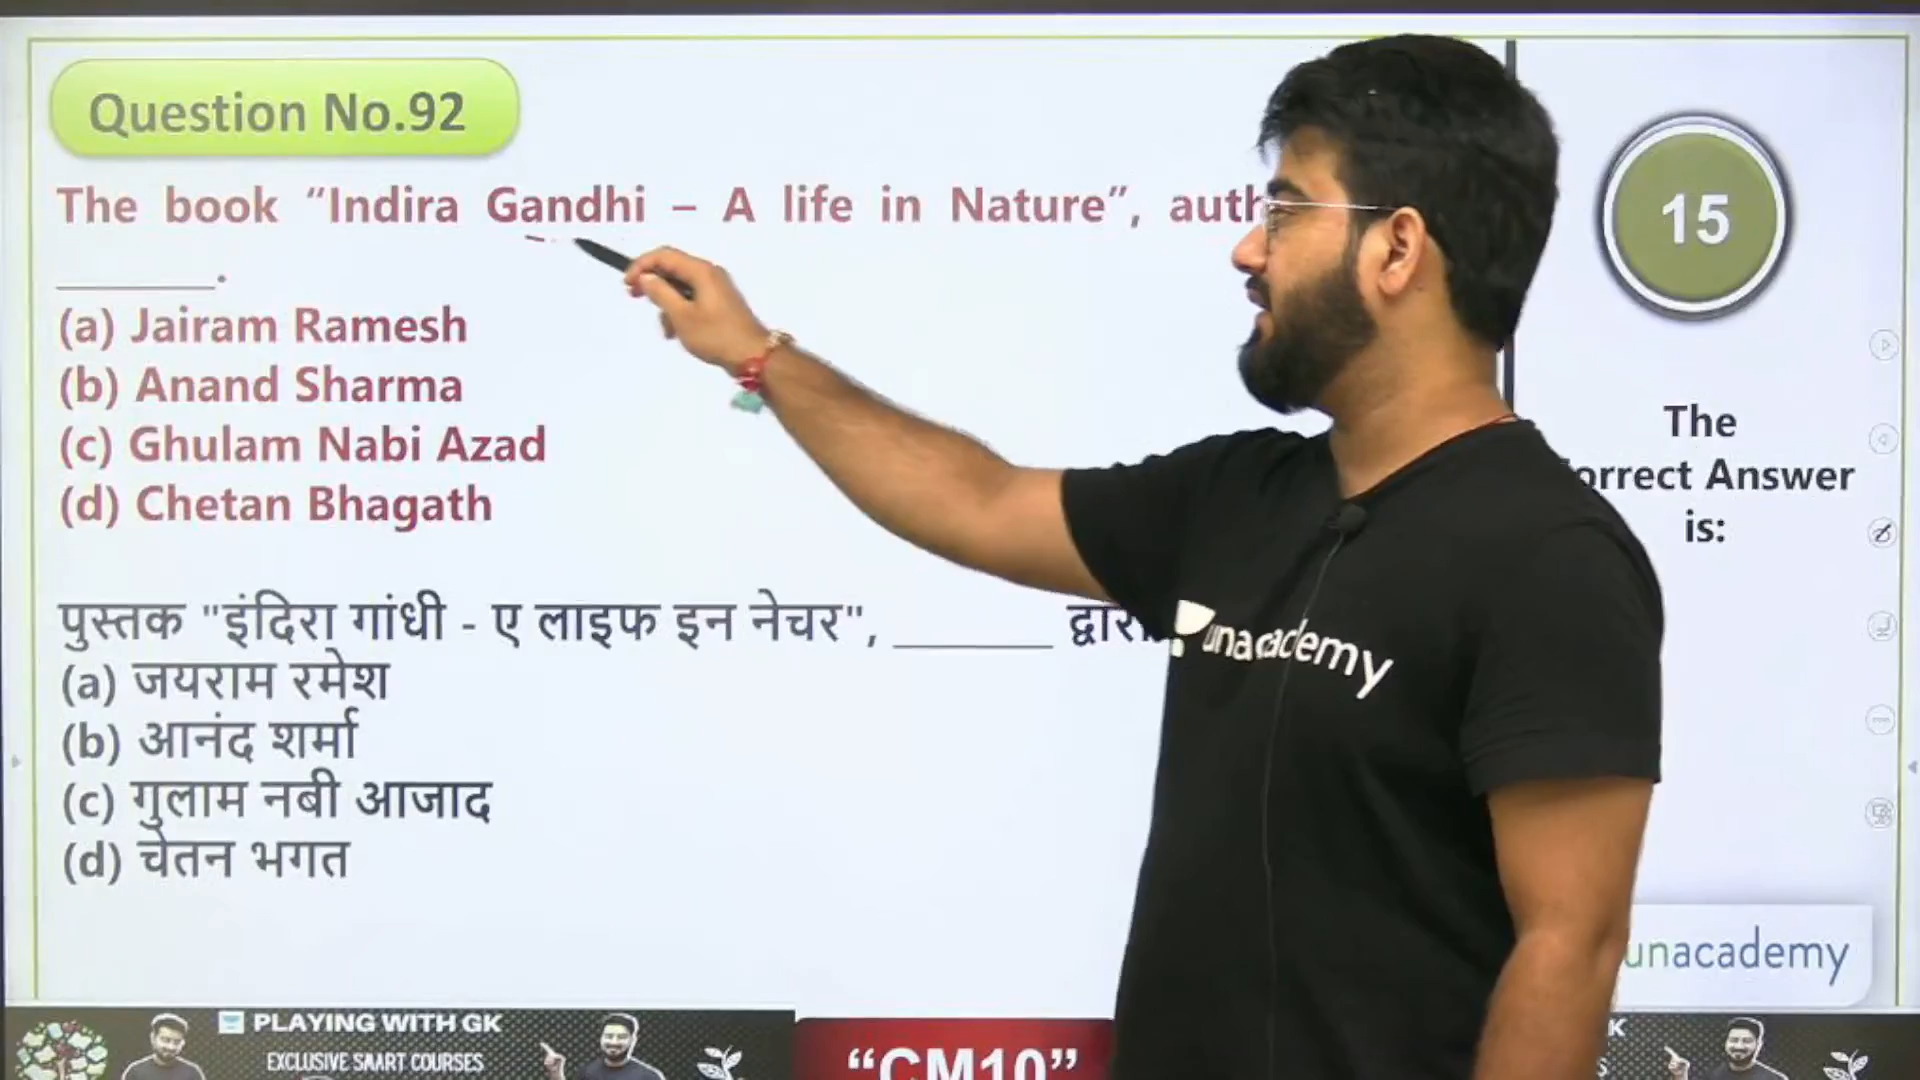 Question No.92
The book “Indira Gandhi – A life in Nature”,
_______.
(a) Jairam Ramesh
(b) Anand Sharma
(c) Ghulam Nabi Azad
(d) Chetan Bhagath
पुस्तक "इंदिरा गांधी - ए लाइफ इन नेचर", _______
(a) जयराम रमेश
(b) आनंद शर्मा
(c) गुलाम नबी आजाद
(d) चेतन भगत
15
The
orrect Answer
is:
unacademy
unacademy
PLAYING WITH GK
EXCLUSIVE SAART COURSES
“CM10”
K